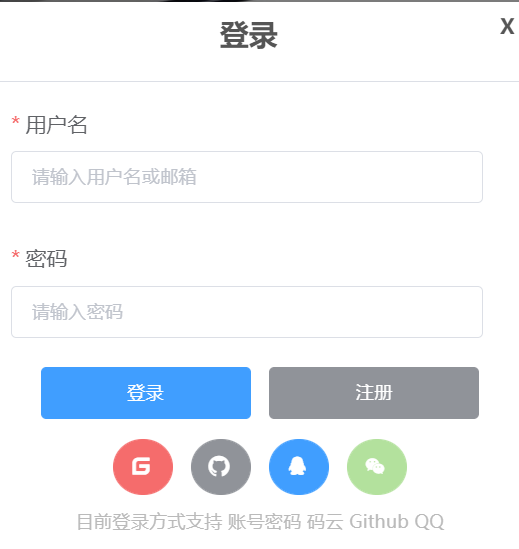 登录
X
* 用户名
请输入用户名或邮箱
* 密码
请输入密码
登录 注册
目前登录方式支持 账号密码 码云 Github QQ